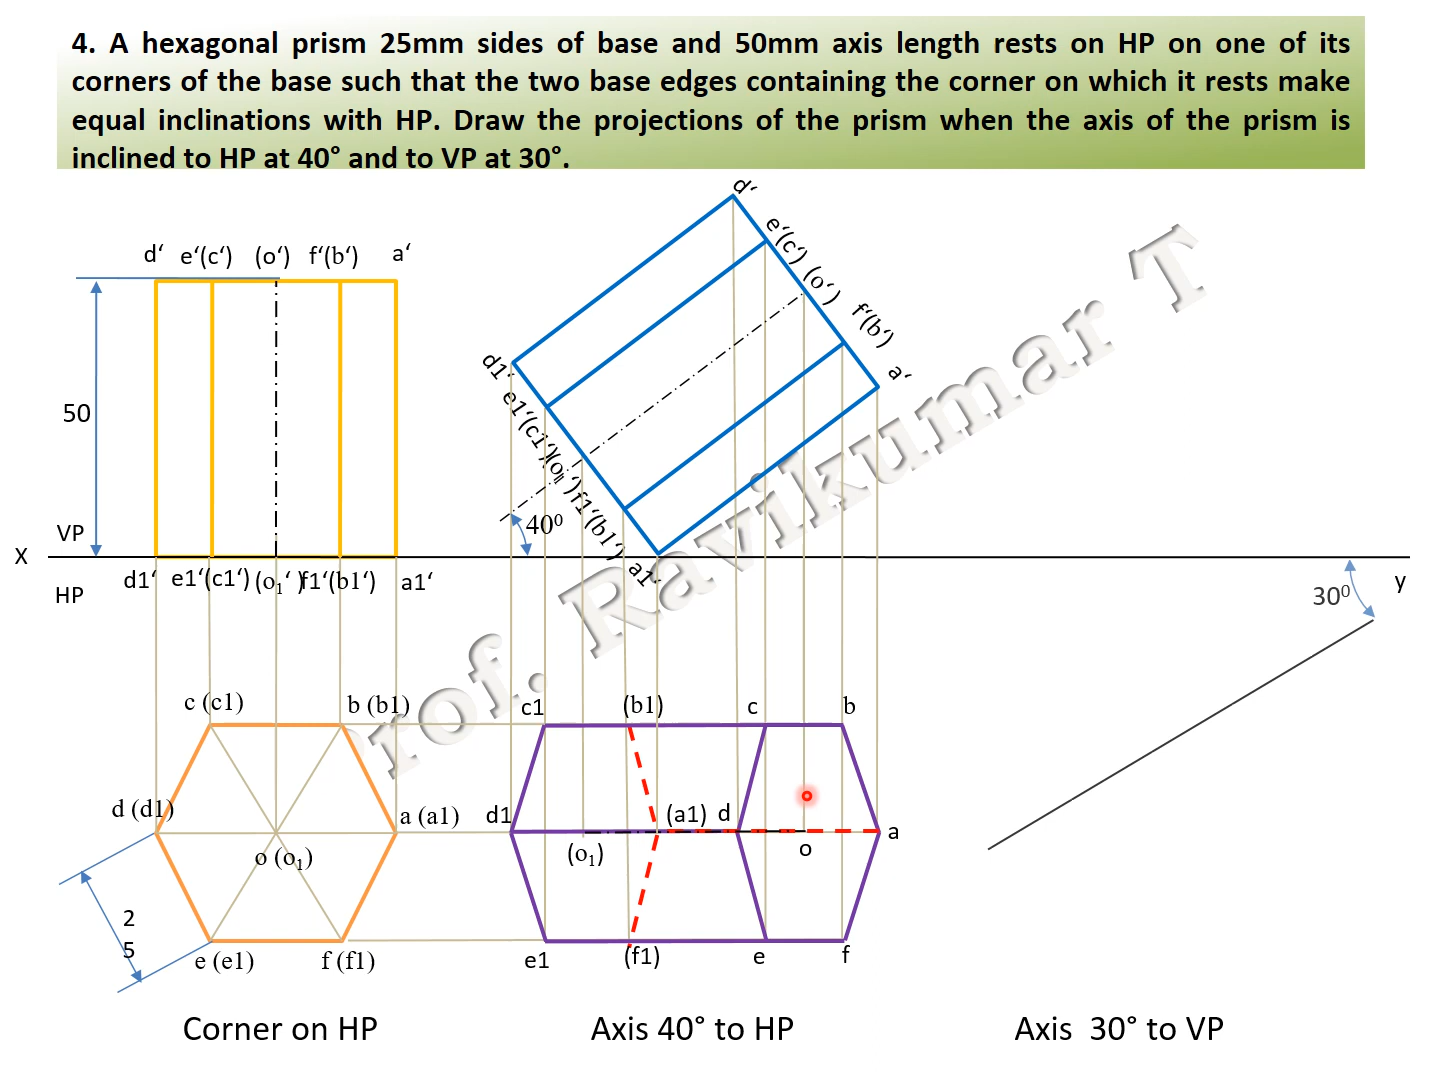 4. A hexagonal prism 25mm sides of base and 50mm axis length rests on HP on one of its
corners of the base such that the two base edges containing the corner on which it rests make
equal inclinations with HP. Draw the projections of the prism when the axis of the prism is
inclined to HP at 40° and to VP at 30°.
d‘
d‘ e‘(c‘) (o‘) f‘(b‘) a‘
e‘(c‘) (o‘) f‘(b‘) a‘
d1‘ e1‘(c1‘) (o₁‘) f1‘(b1‘) a1‘
50
40⁰
VP
X
HP
y
30⁰
d1‘ e1‘(c1‘) (o₁‘) f1‘(b1‘) a1‘
Prof. Ravikumar T
c (c1) b (b1)
c1 (b1) c b
d (d1) a (a1)
d1 (a1) d a
o (o₁)
(o₁) o
2
5
e (e1) f (f1)
e1 (f1) e f
Corner on HP Axis 40° to HP Axis 30° to VP